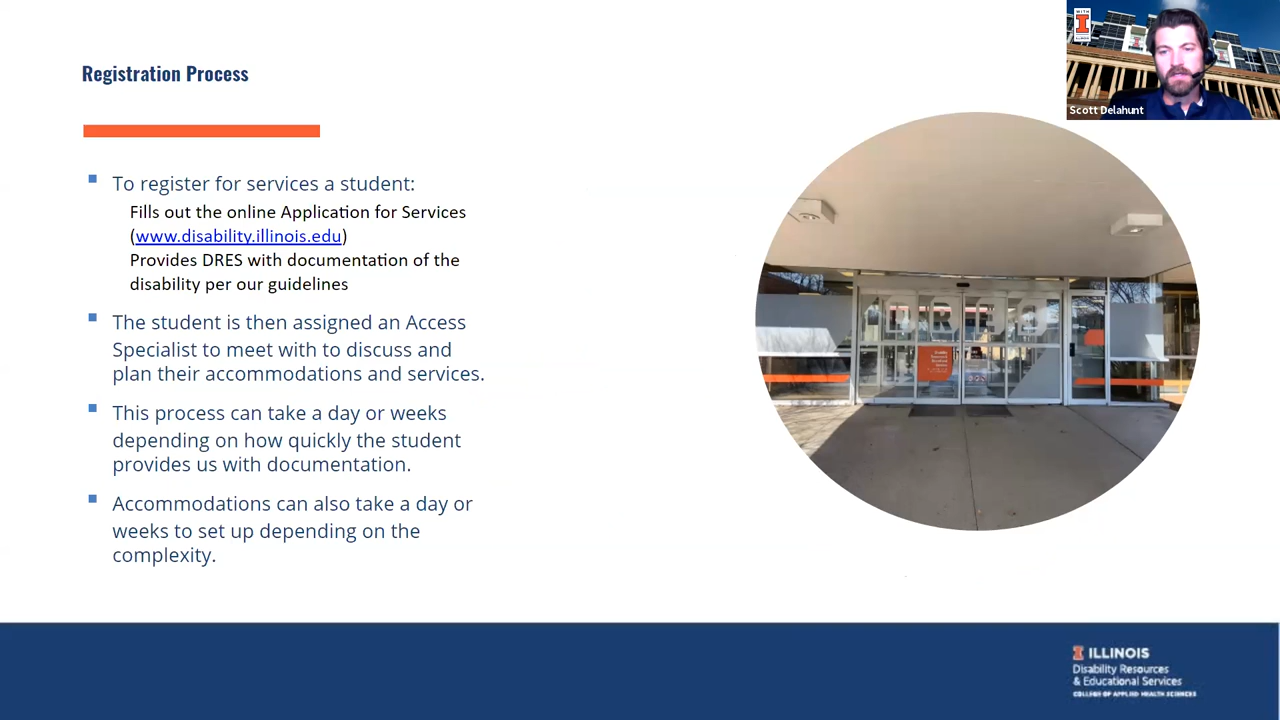 Registration Process
To register for services a student:
Fills out the online Application for Services
(www.disability.illinois.edu)
Provides DRES with documentation of the
disability per our guidelines
The student is then assigned an Access
Specialist to meet with to discuss and
plan their accommodations and services.
This process can take a day or weeks
depending on how quickly the student
provides us with documentation.
Accommodations can also take a day or
weeks to set up depending on the
complexity.
WITH
I
ILLINOIS
Scott Delahunt
I ILLINOIS
Disability Resources
& Educational Services
COLLEGE OF APPLIED HEALTH SCIENCES